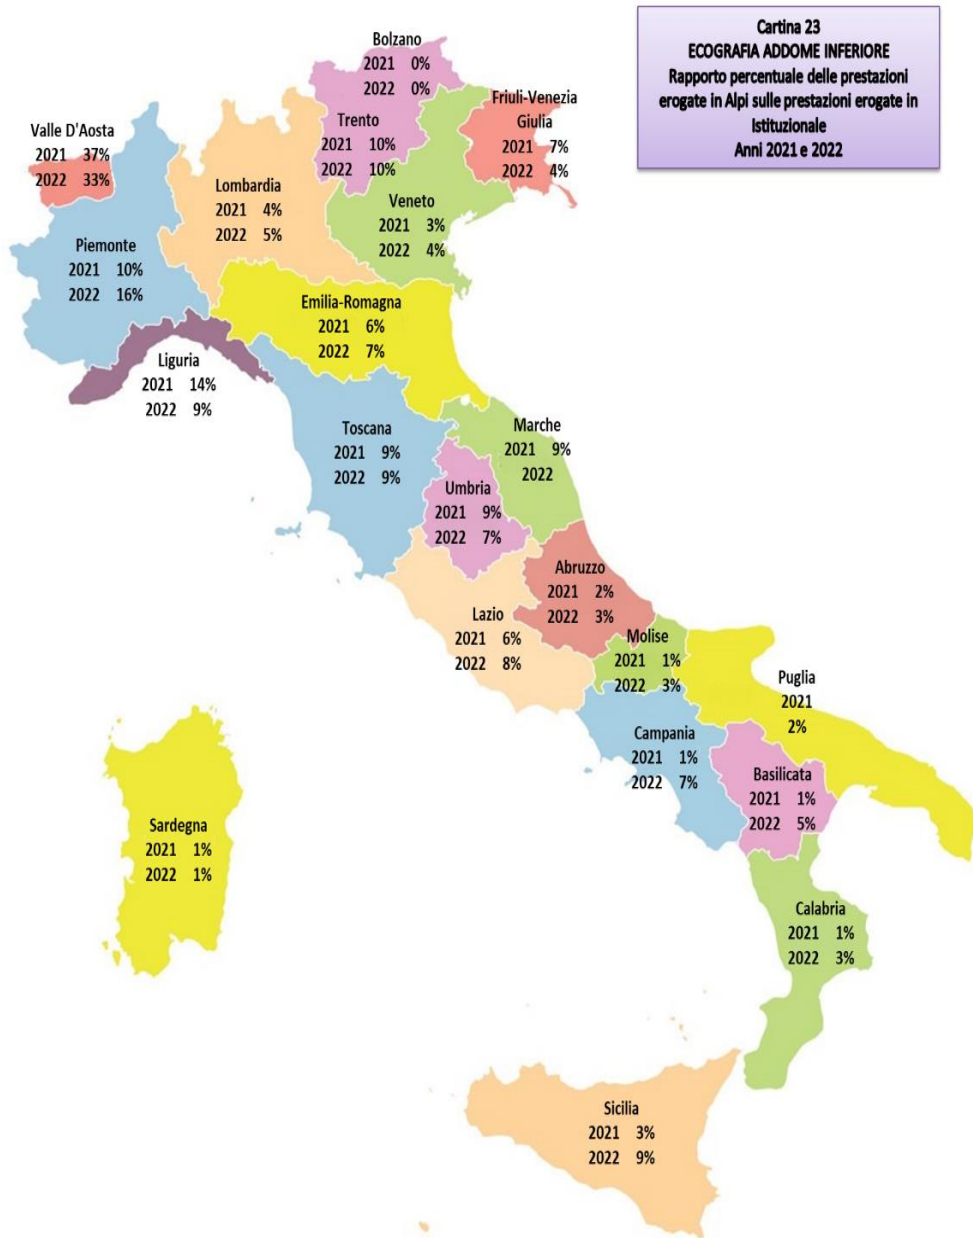 Cartina 23
ECOGRAFIA ADDOME INFERIORE
Rapporto percentuale delle prestazioni
erogate in Alpi sulle prestazioni erogate in
Istituzionale
Anni 2021 e 2022
Bolzano
2021 0%
2022 0%
Trento
2021 10%
2022 10%
Friuli-Venezia
Giulia
2021 7%
2022 4%
Valle D'Aosta
2021 37%
2022 33%
Lombardia
2021 4%
2022 5%
Veneto
2021 3%
2022 4%
Piemonte
2021 10%
2022 16%
Emilia-Romagna
2021 6%
2022 7%
Liguria
2021 14%
2022 9%
Toscana
2021 9%
2022 9%
Marche
2021 9%
2022
Umbria
2021 9%
2022 7%
Abruzzo
2021 2%
2022 3%
Lazio
2021 6%
2022 8%
Molise
2021 1%
2022 3%
Puglia
2021
2%
Campania
2021 1%
2022 7%
Basilicata
2021 1%
2022 5%
Sardegna
2021 1%
2022 1%
Calabria
2021 1%
2022 3%
Sicilia
2021 3%
2022 9%